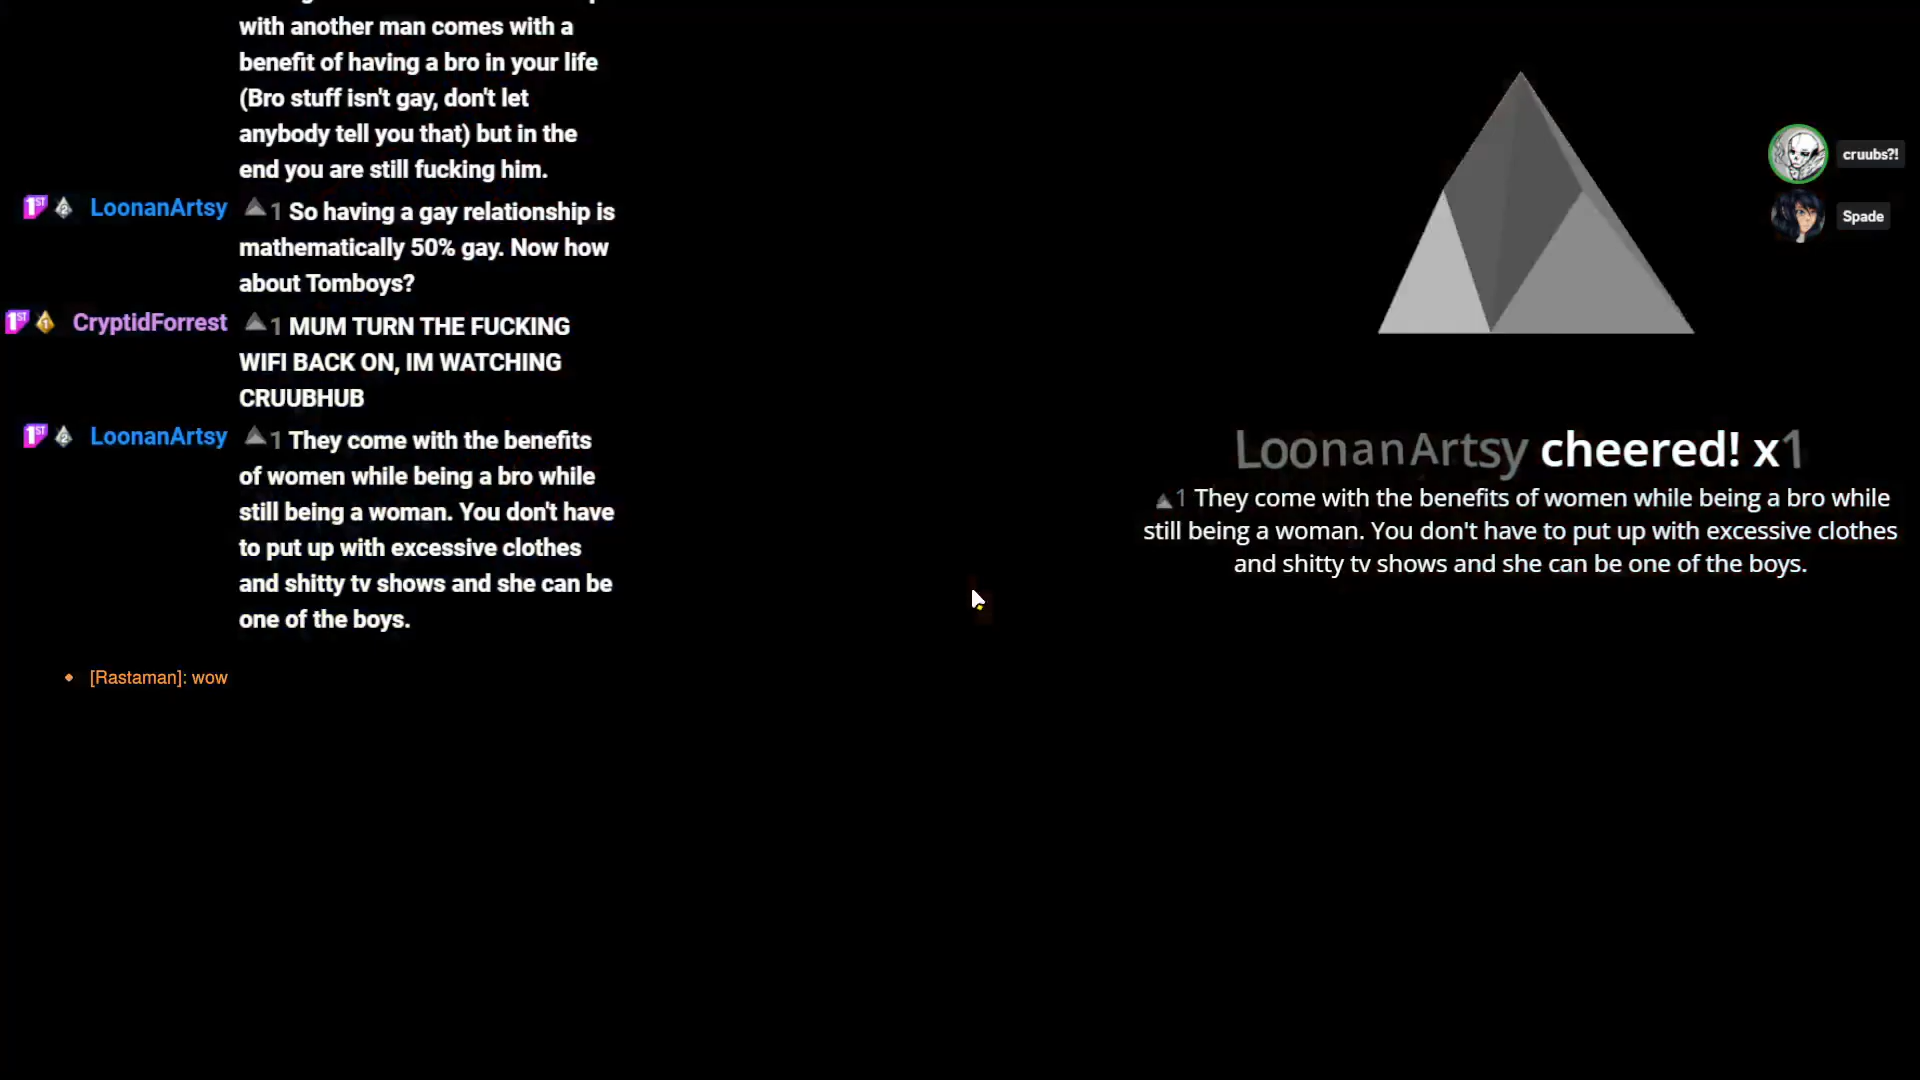 with another man comes with a
benefit of having a bro in your life
(Bro stuff isn't gay, don't let
anybody tell you that) but in the
end you are still fucking him.
1ST 2 LoonanArtsy 1 So having a gay relationship is
mathematically 50% gay. Now how
about Tomboys?
1ST 1 CryptidForrest 1 MUM TURN THE FUCKING
WIFI BACK ON, IM WATCHING
CRUUBHUB
1ST 2 LoonanArtsy 1 They come with the benefits
of women while being a bro while
still being a woman. You don't have
to put up with excessive clothes
and shitty tv shows and she can be
one of the boys.
• [Rastaman]: wow
cruubs?!
Spade
LoonanArtsy cheered! x1
1 They come with the benefits of women while being a bro while
still being a woman. You don't have to put up with excessive clothes
and shitty tv shows and she can be one of the boys.